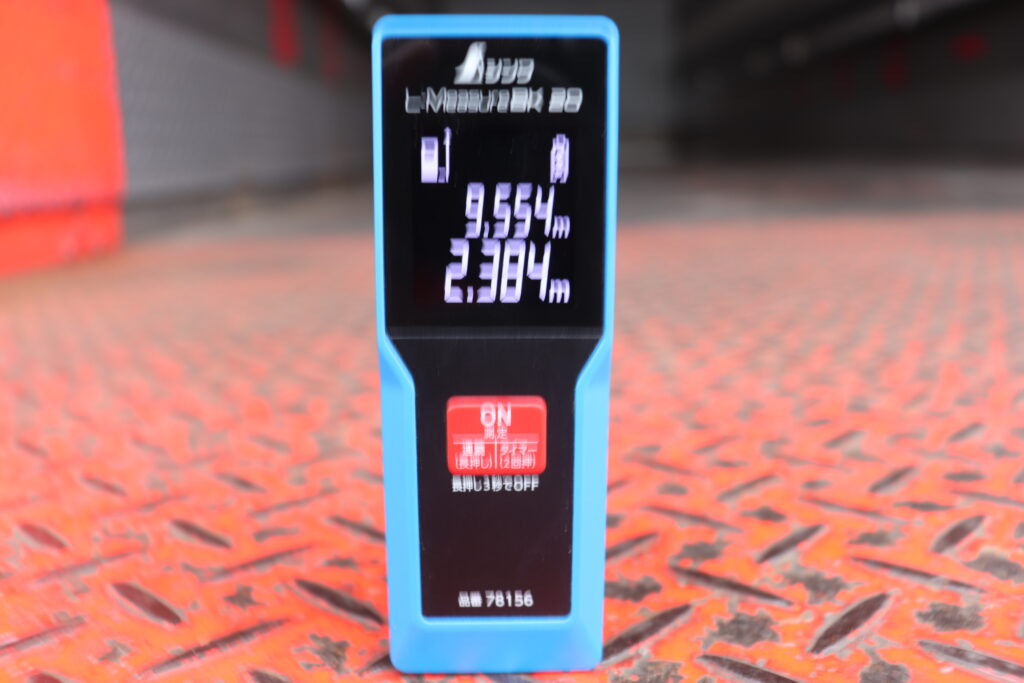 シンワ
L-Measure BK 20
9.554m
2.304m
ON
測定
連続 タイマー
(長押し) (2回押)
長押し3秒でOFF
品番 78156